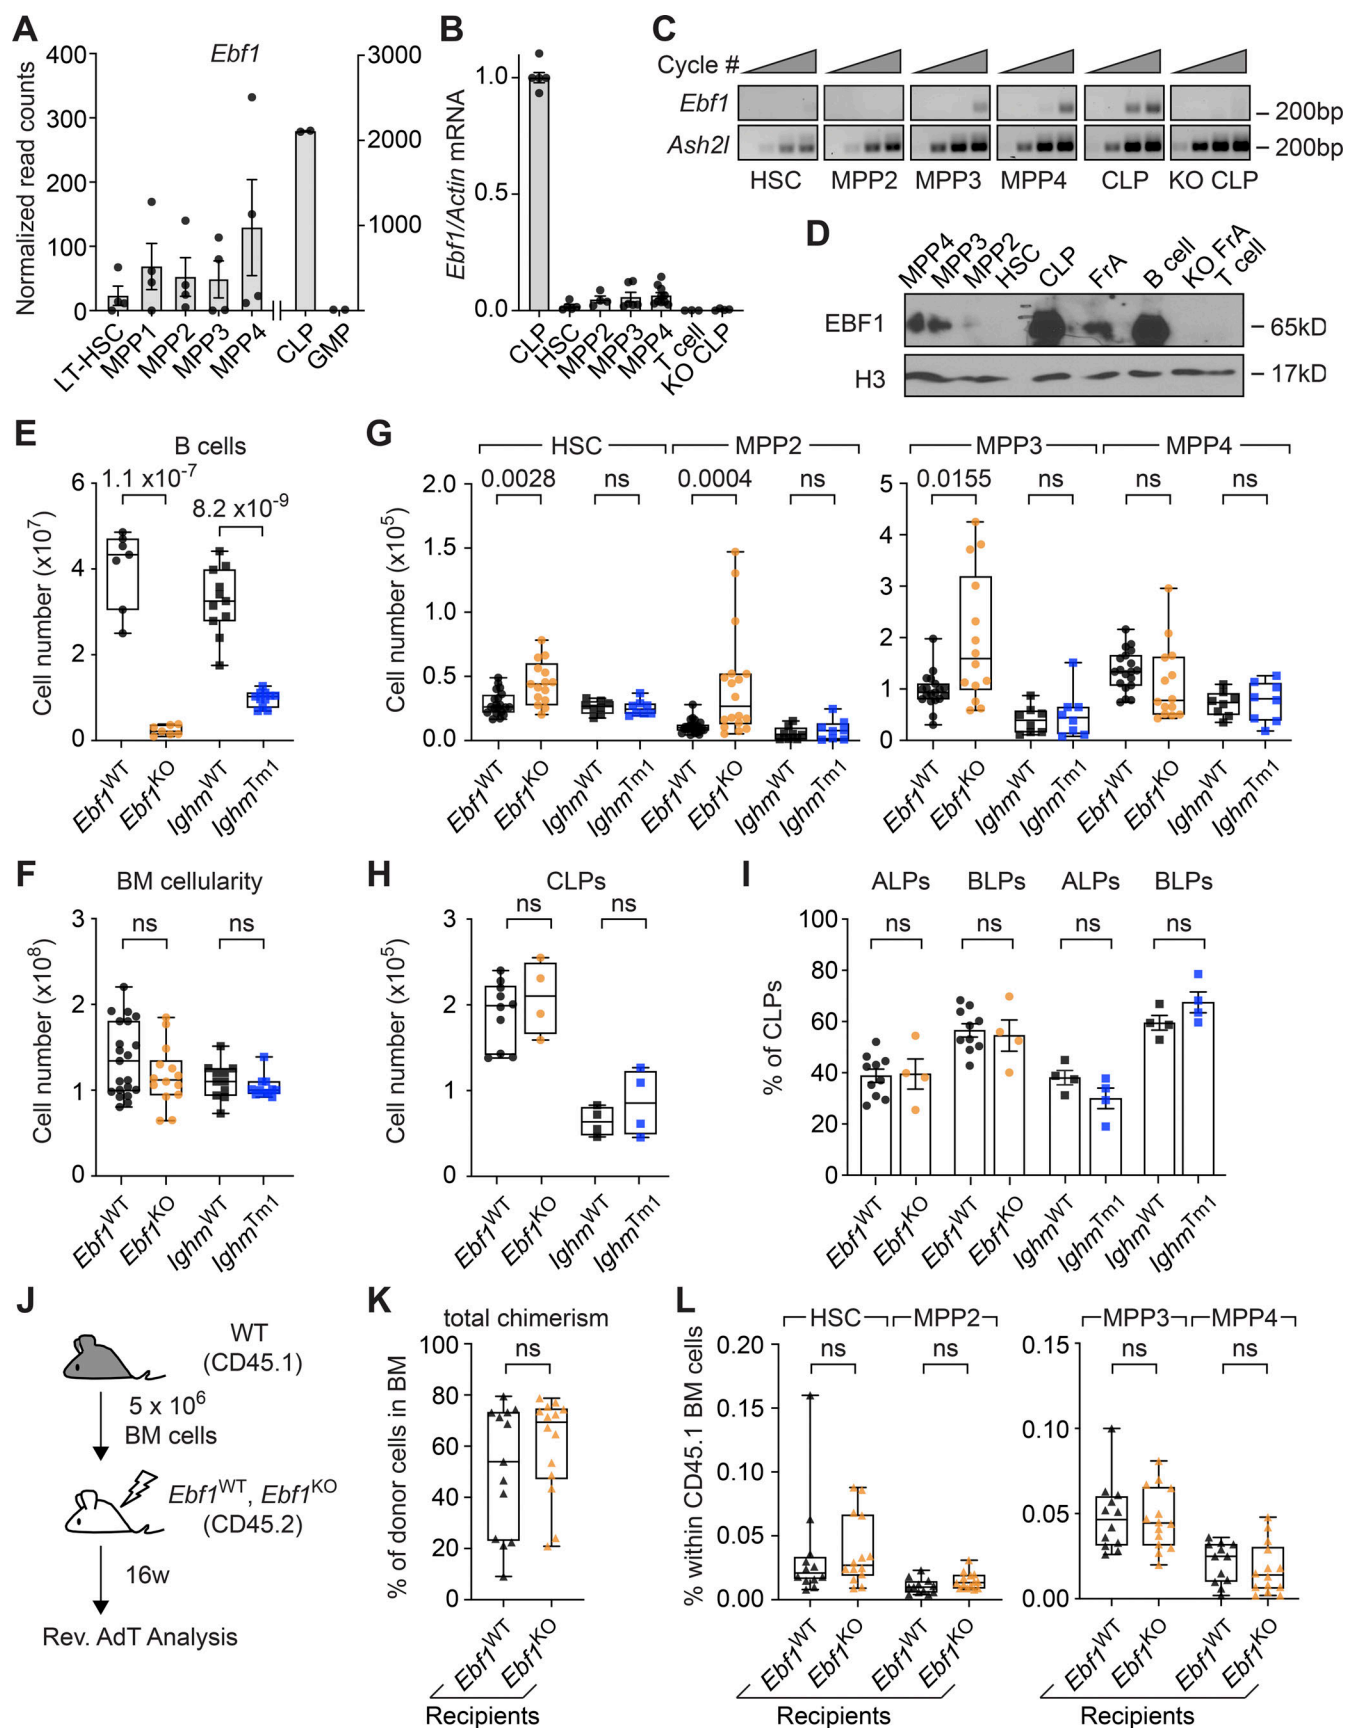 A
Ebf1
Normalized read counts
400
300
200
100
0
3000
2000
1000
LT-HSC
MPP1
MPP2
MPP3
MPP4
CLP
GMP
B
Ebf1/Actin mRNA
1.0
0.5
0.0
CLP
HSC
MPP2
MPP3
MPP4
T cell
KO CLP
C
Cycle #
Ebf1
– 200bp
Ash2l
– 200bp
HSC MPP2 MPP3 MPP4 CLP KO CLP
D
MPP4
MPP3
MPP2
HSC
CLP
FrA
B cell
KO FrA
T cell
EBF1
– 65kD
H3
– 17kD
E
B cells
1.1 x10-7
8.2 x10-9
Cell number (x10⁷)
6
4
2
0
Ebf1WT
Ebf1KO
IghmWT
IghmTm1
G
HSC MPP2
0.0028 ns 0.0004 ns
Cell number (x10⁵)
2.0
1.5
1.0
0.5
0.0
Ebf1WT
Ebf1KO
IghmWT
IghmTm1
Ebf1WT
Ebf1KO
IghmWT
IghmTm1
MPP3 MPP4
0.0155 ns ns ns
Cell number (x10⁵)
5
4
3
2
1
0
Ebf1WT
Ebf1KO
IghmWT
IghmTm1
Ebf1WT
Ebf1KO
IghmWT
IghmTm1
F
BM cellularity
ns ns
Cell number (x10⁸)
3
2
1
0
Ebf1WT
Ebf1KO
IghmWT
IghmTm1
H
CLPs
ns ns
Cell number (x10⁵)
3
2
1
0
Ebf1WT
Ebf1KO
IghmWT
IghmTm1
I
ALPs BLPs ALPs BLPs
ns ns ns ns
% of CLPs
100
80
60
40
20
0
Ebf1WT
Ebf1KO
Ebf1WT
Ebf1KO
IghmWT
IghmTm1
IghmWT
IghmTm1
J
WT
(CD45.1)
5 x 10⁶
BM cells
Ebf1WT, Ebf1KO
(CD45.2)
16w
Rev. AdT Analysis
K
total chimerism
ns
% of donor cells in BM
100
80
60
40
20
0
Ebf1WT
Ebf1KO
Recipients
L
HSC MPP2
ns ns
% within CD45.1 BM cells
0.20
0.15
0.10
0.05
0.00
Ebf1WT
Ebf1KO
Ebf1WT
Ebf1KO
Recipients
MPP3 MPP4
ns ns
0.15
0.10
0.05
0.00
Ebf1WT
Ebf1KO
Ebf1WT
Ebf1KO
Recipients